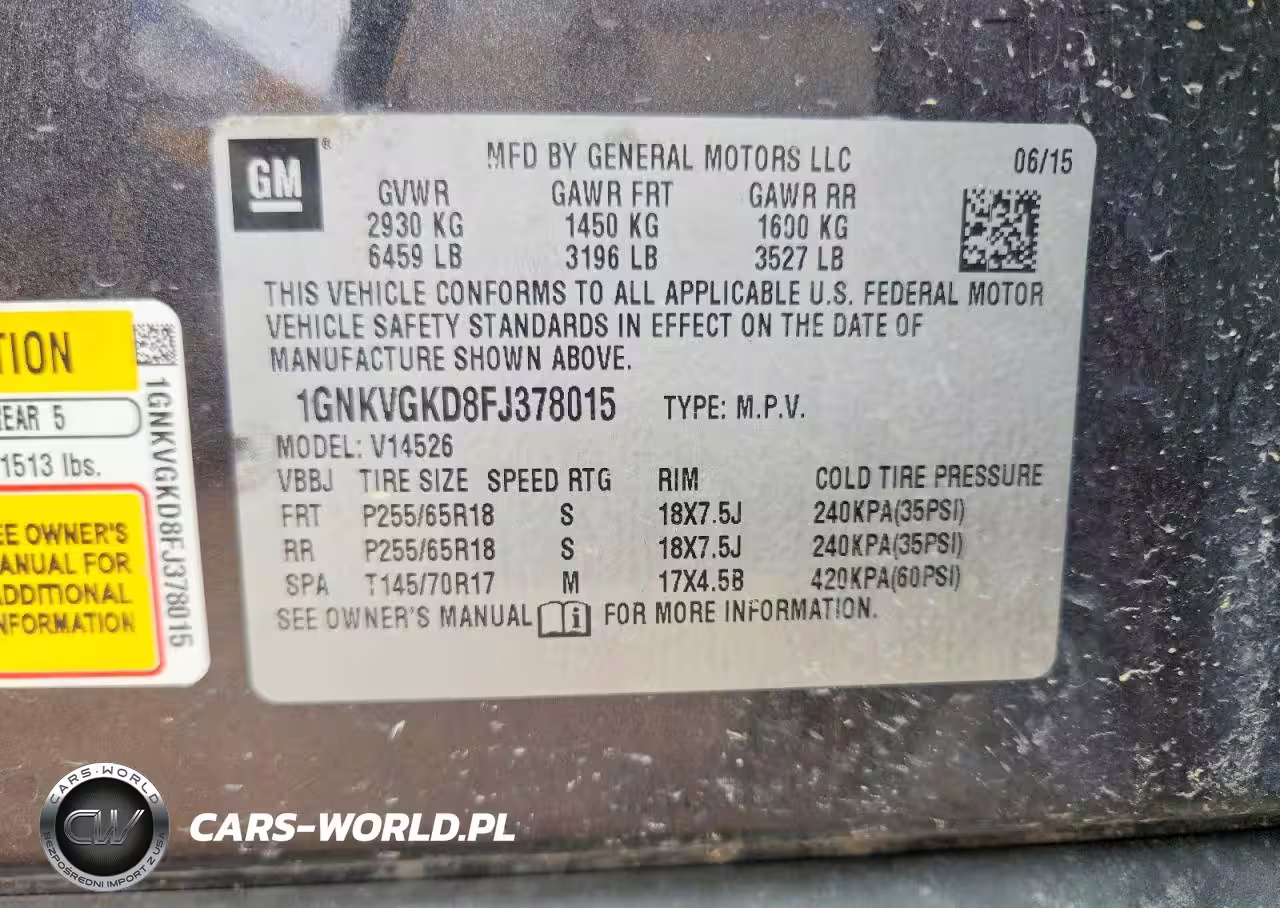 GM ®
MFD BY GENERAL MOTORS LLC 06/15
GVWR GAWR FRT GAWR RR
2930 KG 1450 KG 1600 KG
6459 LB 3196 LB 3527 LB
THIS VEHICLE CONFORMS TO ALL APPLICABLE U.S. FEDERAL MOTOR
VEHICLE SAFETY STANDARDS IN EFFECT ON THE DATE OF
MANUFACTURE SHOWN ABOVE.
1GNKVGKD8FJ378015 TYPE: M.P.V.
MODEL: V14526
VBBJ TIRE SIZE SPEED RTG RIM COLD TIRE PRESSURE
FRT P255/65R18 S 18X7.5J 240KPA(35PSI)
RR P255/65R18 S 18X7.5J 240KPA(35PSI)
SPA T145/70R17 M 17X4.5B 420KPA(60PSI)
SEE OWNER'S MANUAL i FOR MORE INFORMATION.
TION
EAR 5
1513 lbs.
EE OWNER'S
ANUAL FOR
DDITIONAL
NFORMATION
1GNKVGKD8FJ378015
CARS-WORLD
CW
BEZPOŚREDNI IMPORT Z USA
CARS-WORLD.PL